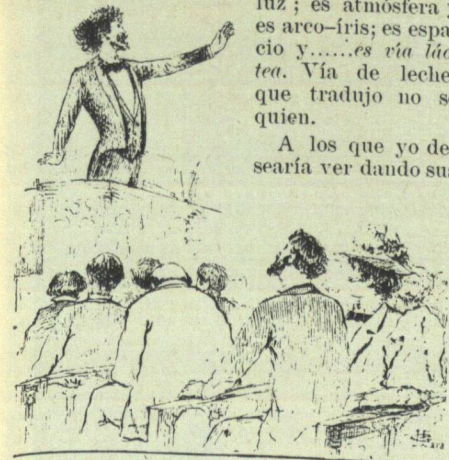 luz ; es atmósfera y
es arco-íris; es espa-
cio y......es vía lác-
tea. Vía de leche
que tradujo no sé
quien.
A los que yo de-
searía ver dando sus